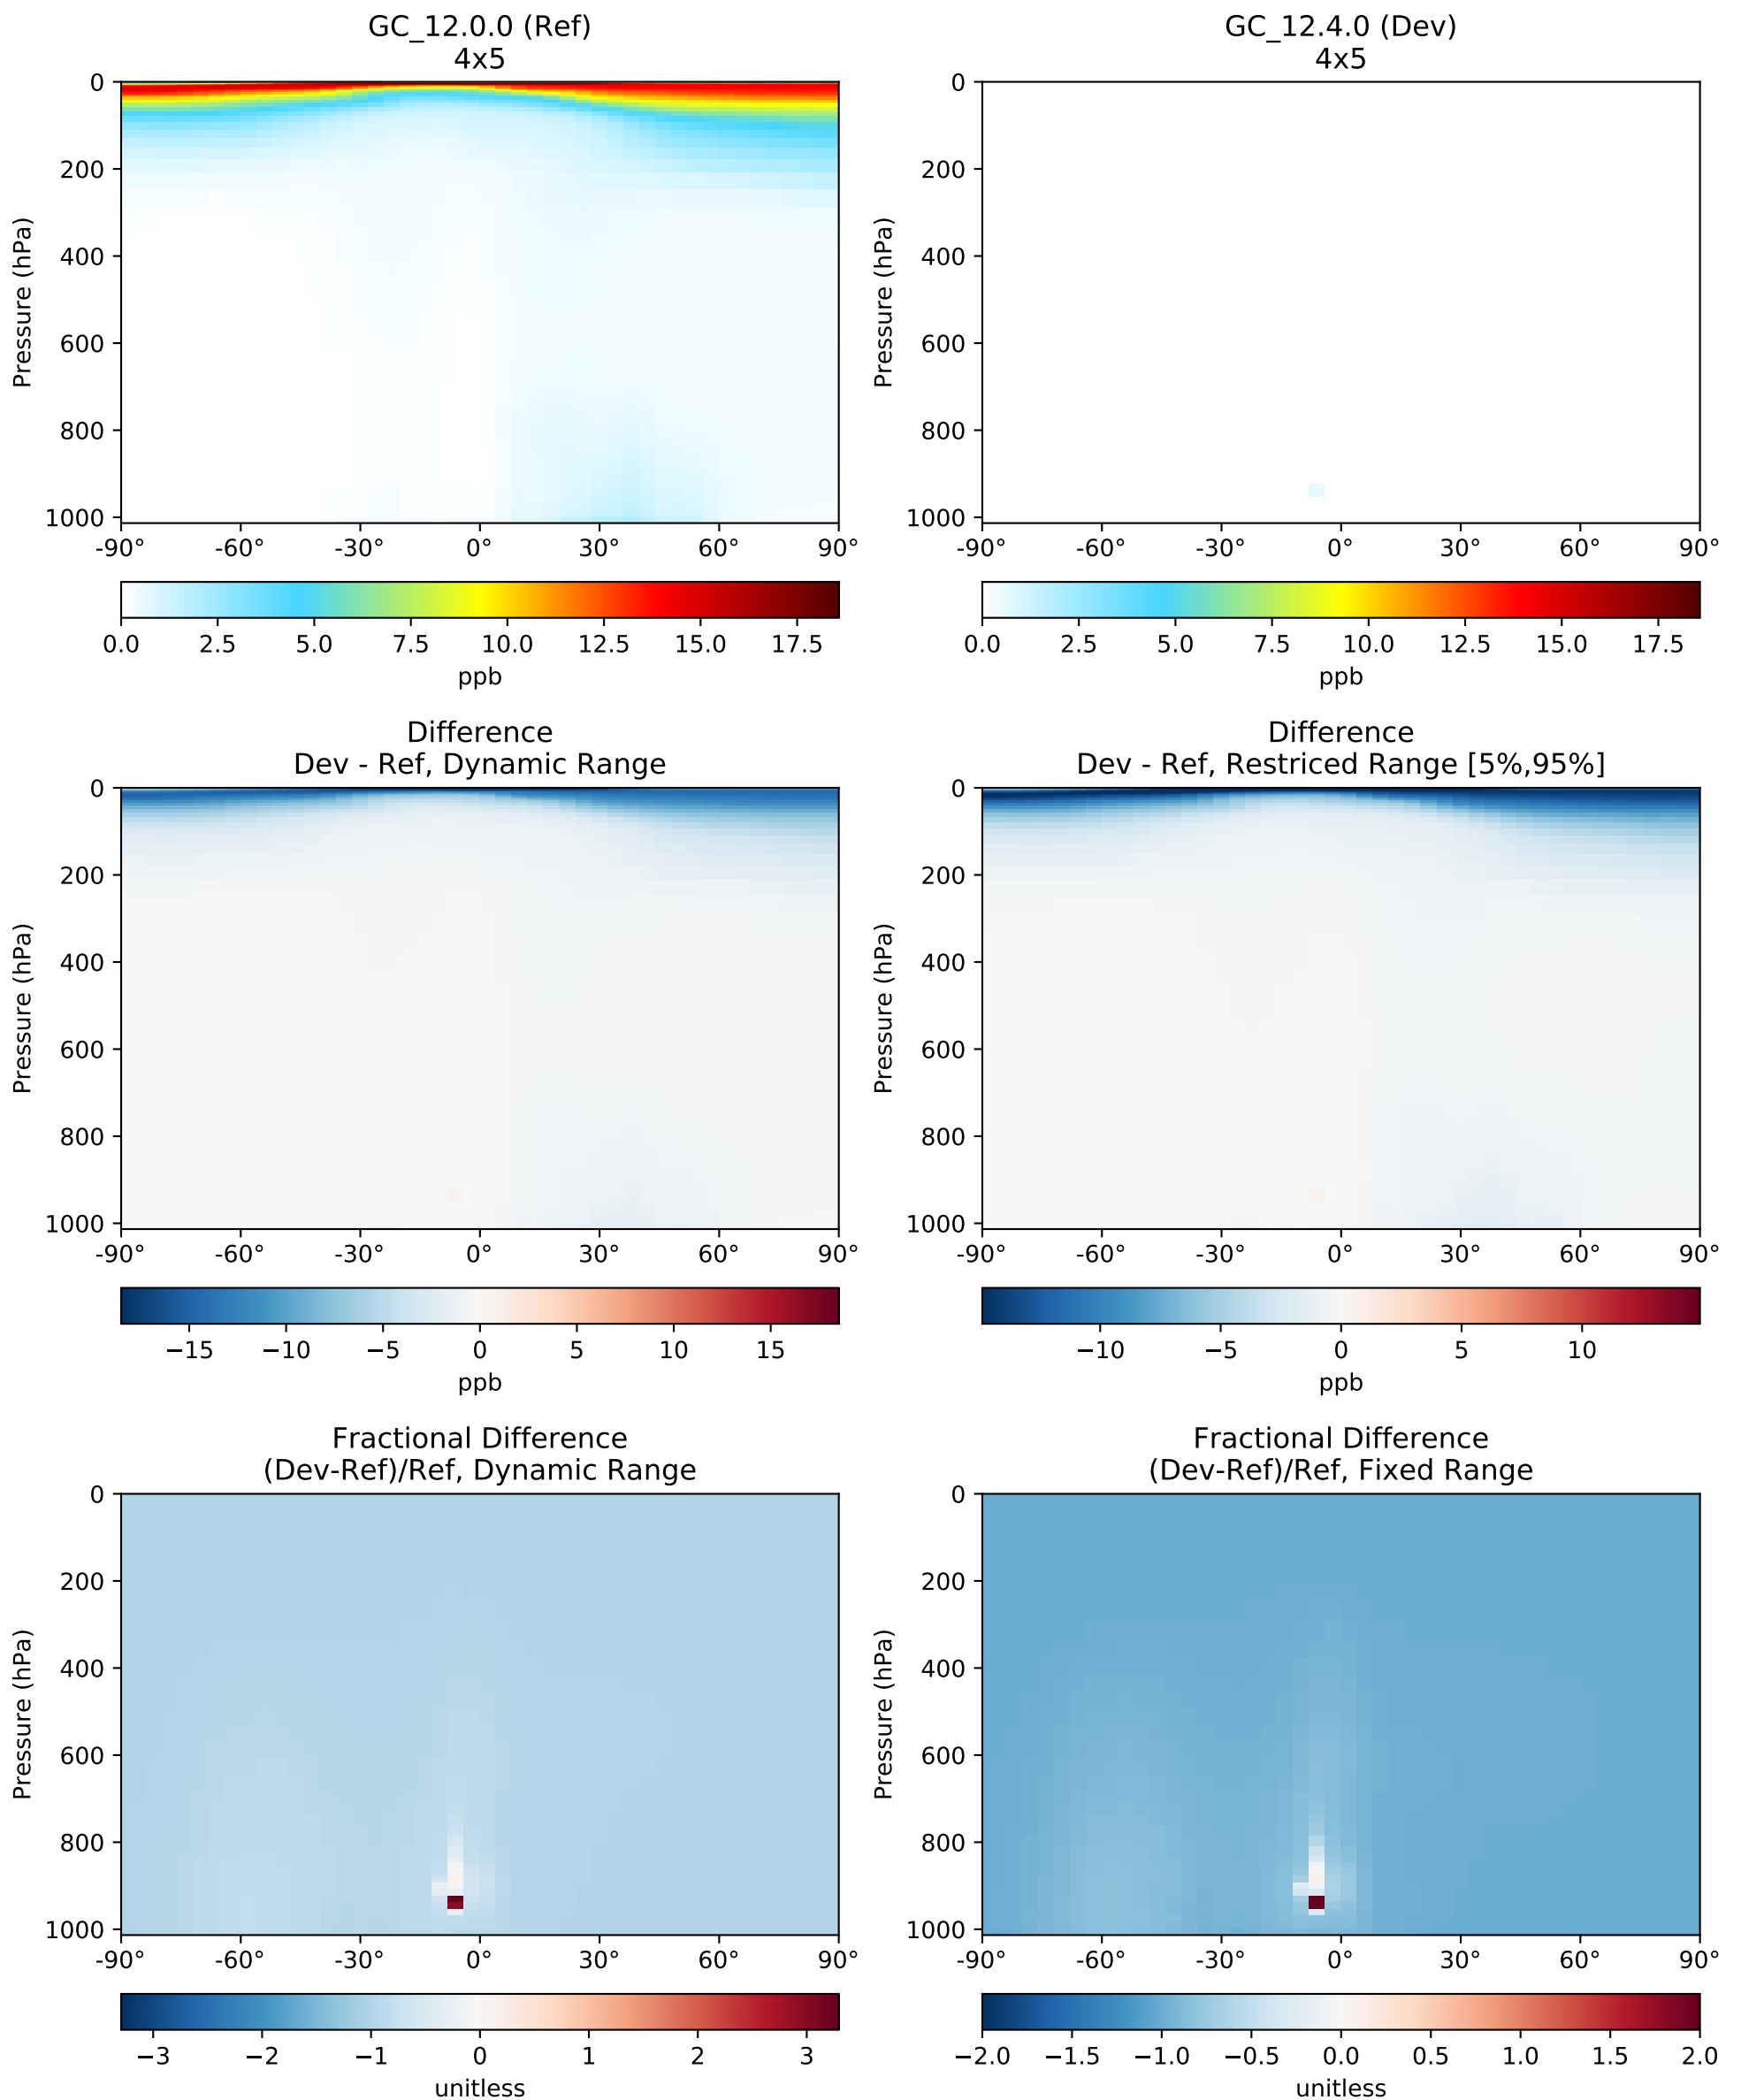 GC_12.0.0 (Ref)
4x5
0
200
400
600
800
1000
Pressure (hPa)
-90° -60° -30° 0° 30° 60° 90°
0.0 2.5 5.0 7.5 10.0 12.5 15.0 17.5
ppb
GC_12.4.0 (Dev)
4x5
0
200
400
600
800
1000
Pressure (hPa)
-90° -60° -30° 0° 30° 60° 90°
0.0 2.5 5.0 7.5 10.0 12.5 15.0 17.5
ppb
Difference
Dev - Ref, Dynamic Range
0
200
400
600
800
1000
Pressure (hPa)
-90° -60° -30° 0° 30° 60° 90°
−15 −10 −5 0 5 10 15
ppb
Difference
Dev - Ref, Restriced Range [5%,95%]
0
200
400
600
800
1000
Pressure (hPa)
-90° -60° -30° 0° 30° 60° 90°
−10 −5 0 5 10
ppb
Fractional Difference
(Dev-Ref)/Ref, Dynamic Range
0
200
400
600
800
1000
Pressure (hPa)
-90° -60° -30° 0° 30° 60° 90°
−3 −2 −1 0 1 2 3
unitless
Fractional Difference
(Dev-Ref)/Ref, Fixed Range
0
200
400
600
800
1000
Pressure (hPa)
-90° -60° -30° 0° 30° 60° 90°
−2.0 −1.5 −1.0 −0.5 0.0 0.5 1.0 1.5 2.0
unitless